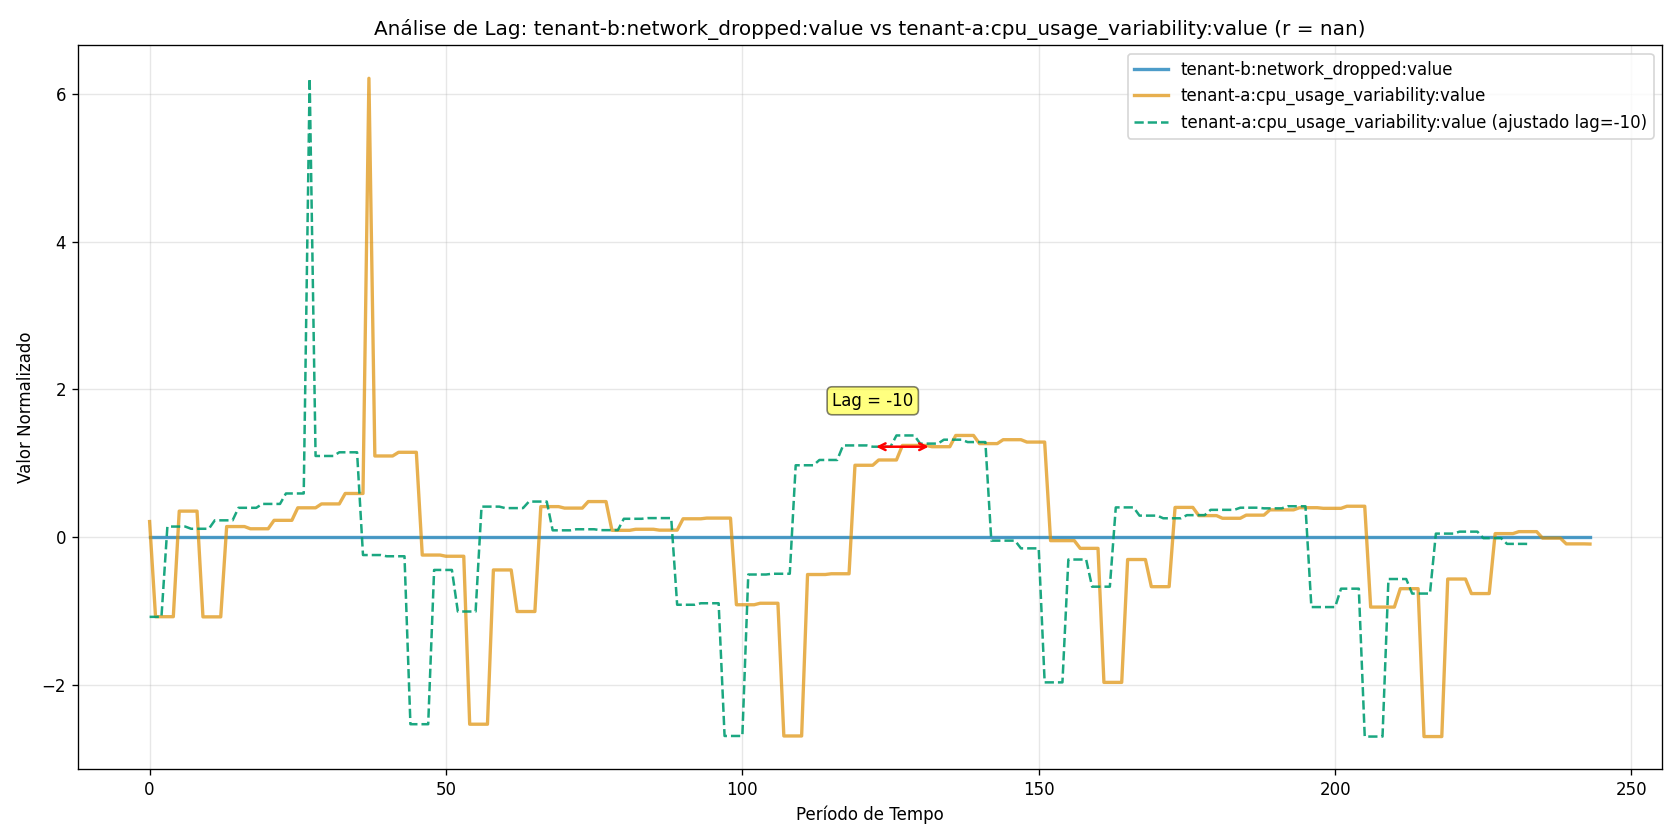 Análise de Lag: tenant-b:network_dropped:value vs tenant-a:cpu_usage_variability:value (r = nan)
tenant-b:network_dropped:value
tenant-a:cpu_usage_variability:value
tenant-a:cpu_usage_variability:value (ajustado lag=-10)
Valor Normalizado
6
4
2
0
−2
Lag = -10
0
50
100
150
200
250
Período de Tempo